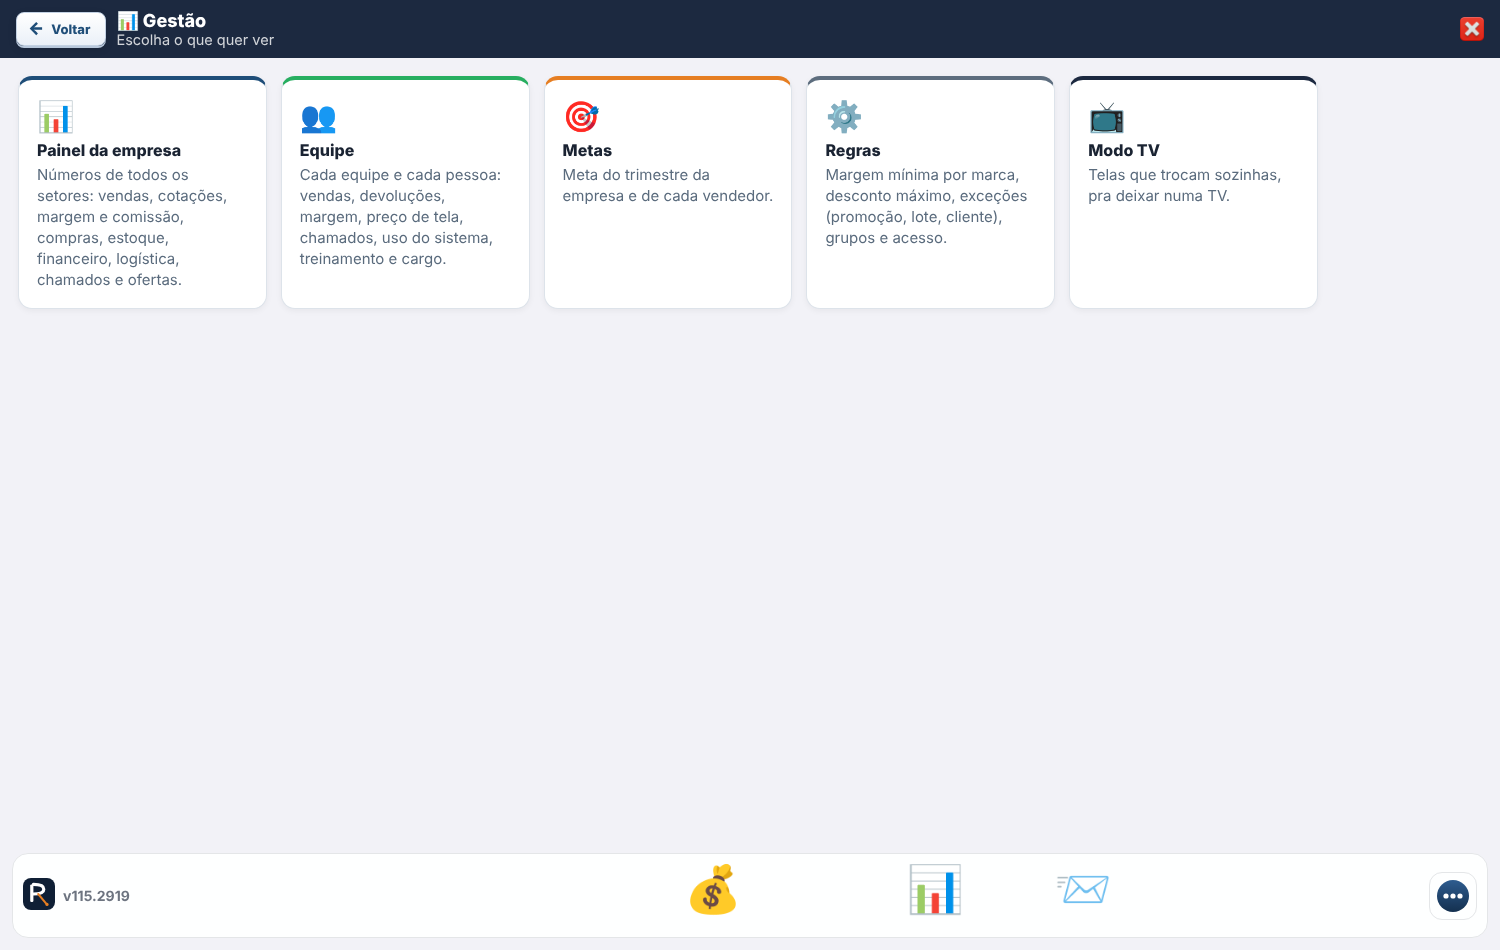 Voltar
Gestão
Escolha o que quer ver
Painel da empresa
Números de todos os
setores: vendas, cotações,
margem e comissão,
compras, estoque,
financeiro, logística,
chamados e ofertas.
Equipe
Cada equipe e cada pessoa:
vendas, devoluções,
margem, preço de tela,
chamados, uso do sistema,
treinamento e cargo.
Metas
Meta do trimestre da
empresa e de cada vendedor.
Regras
Margem mínima por marca,
desconto máximo, exceções
(promoção, lote, cliente),
grupos e acesso.
Modo TV
Telas que trocam sozinhas,
pra deixar numa TV.
R
v115.2919